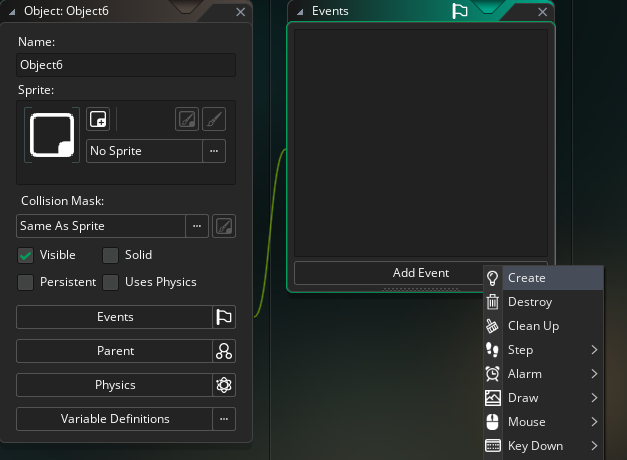 Object: Object6
Name:
Object6
Sprite:
No Sprite
...
Collision Mask:
Same As Sprite
...
Visible
Solid
Persistent
Uses Physics
Events
Parent
Physics
Variable Definitions
...
Events
Add Event
Create
Destroy
Clean Up
Step
Alarm
Draw
Mouse
Key Down